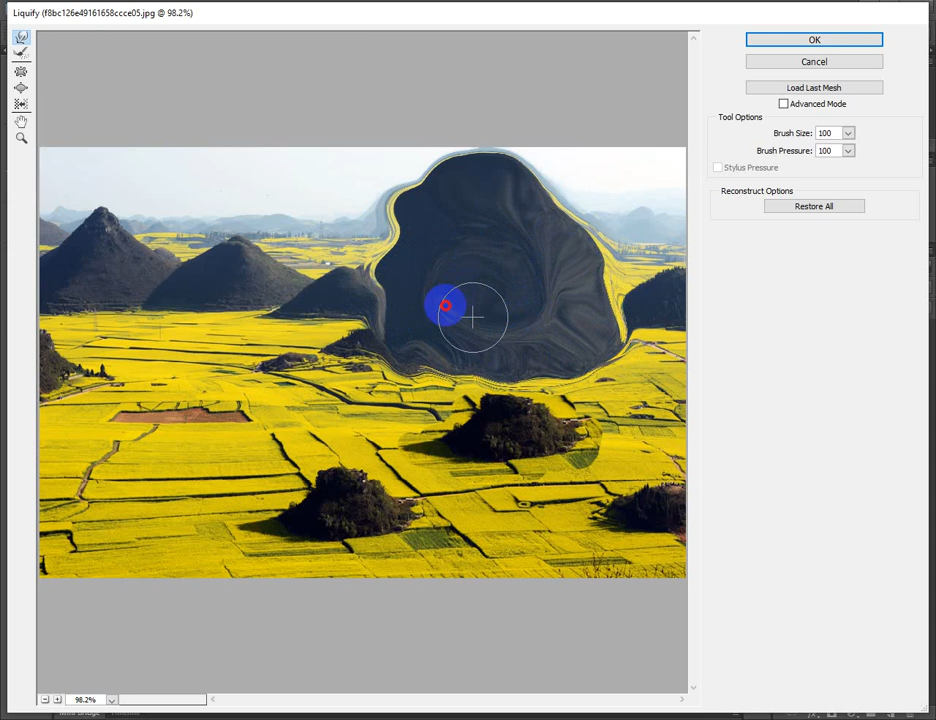 Liquify (f8bc126e49161658ccce05.jpg @ 98.2%)
OK
Cancel
Load Last Mesh
Advanced Mode
Tool Options
Brush Size: 100
Brush Pressure: 100
Stylus Pressure
Reconstruct Options
Restore All
98.2%